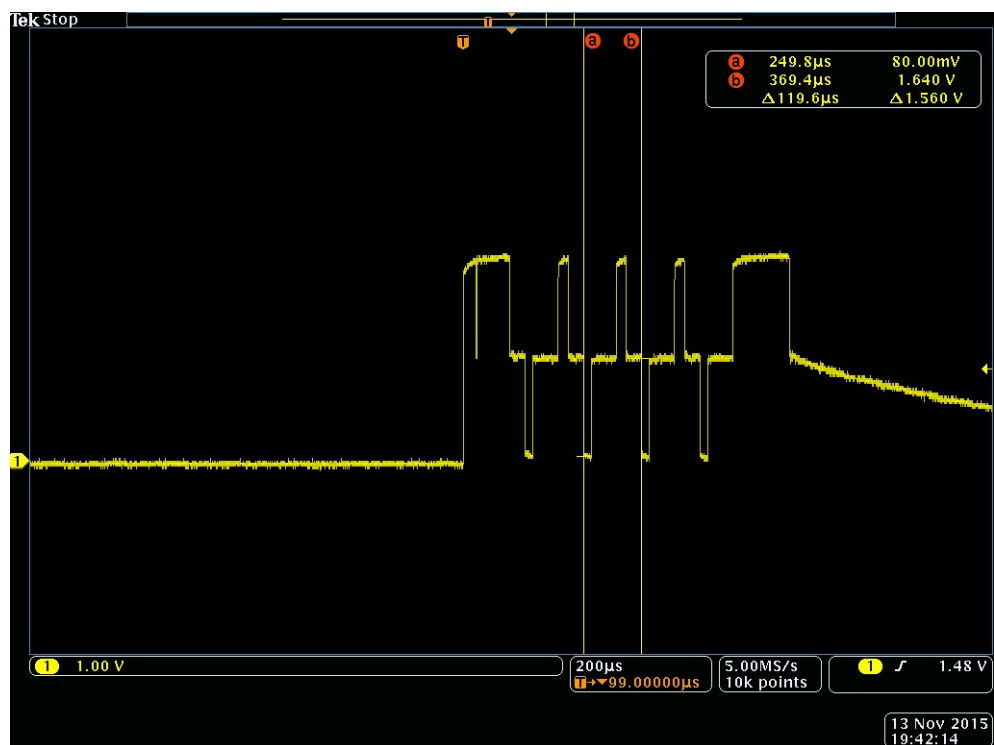 Tek Stop
T
T
a
b
a 249.8µs 80.00mV
b 369.4µs 1.640 V
Δ119.6µs Δ1.560 V
1
1 1.00 V
200µs
T→▼99.00000µs
5.00MS/s
10k points
1 1.48 V
13 Nov 2015
19:42:14